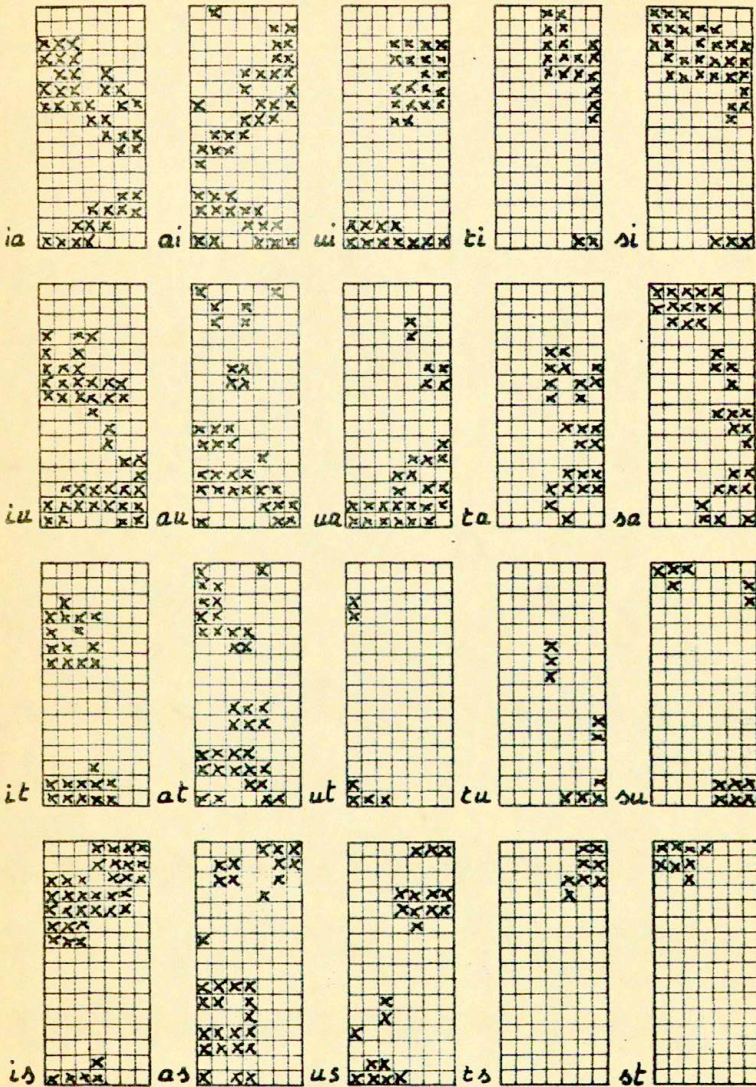 ia ai ui ti si
iu au ua ta sa
it at ut tu su
is as us ts st